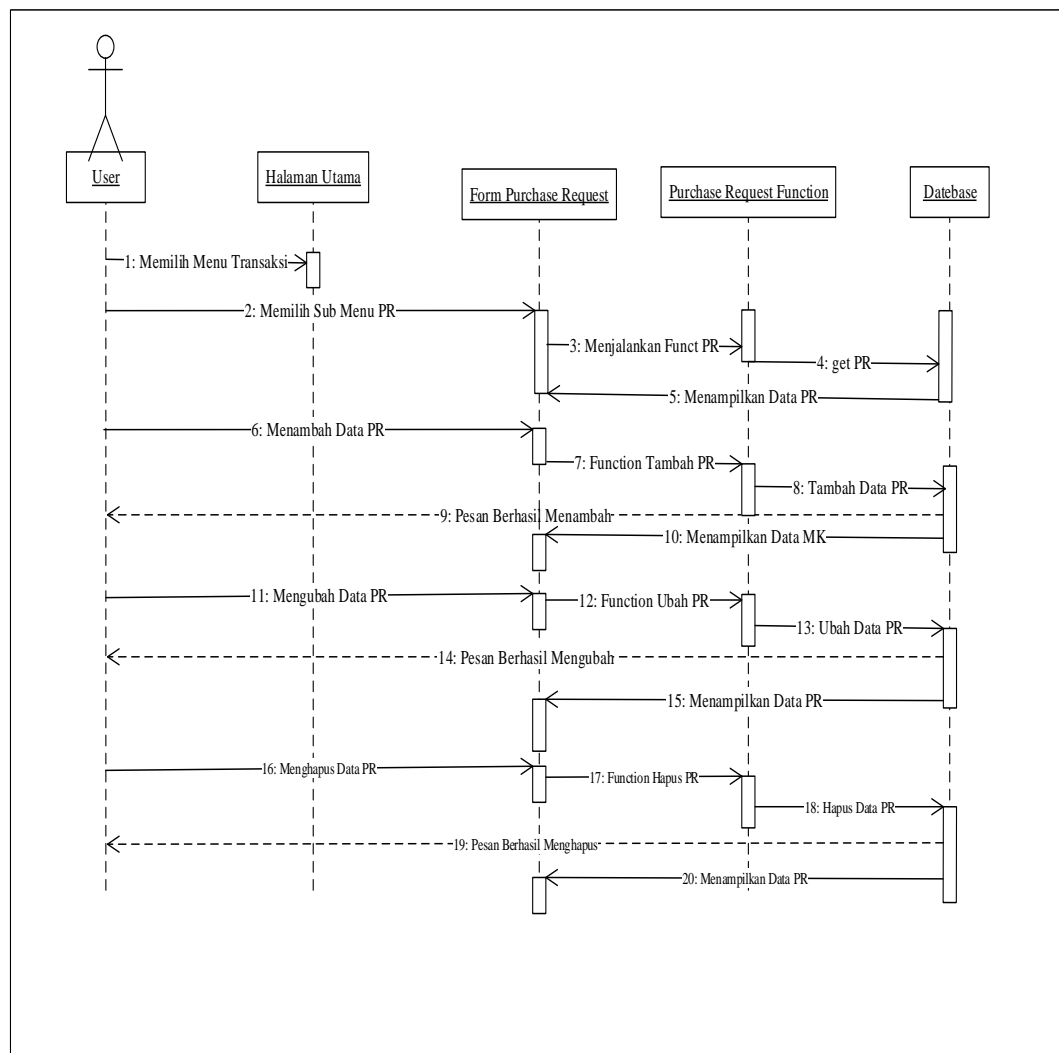 User
Halaman Utama
Form Purchase Request
Purchase Request Function
Datebase
1: Memilih Menu Transaksi
2: Memilih Sub Menu PR
3: Menjalankan Funct PR
4: get PR
5: Menampilkan Data PR
6: Menambah Data PR
7: Function Tambah PR
8: Tambah Data PR
9: Pesan Berhasil Menambah
10: Menampilkan Data MK
11: Mengubah Data PR
12: Function Ubah PR
13: Ubah Data PR
14: Pesan Berhasil Mengubah
15: Menampilkan Data PR
16: Menghapus Data PR
17: Function Hapus PR
18: Hapus Data PR
19: Pesan Berhasil Menghapus
20: Menampilkan Data PR